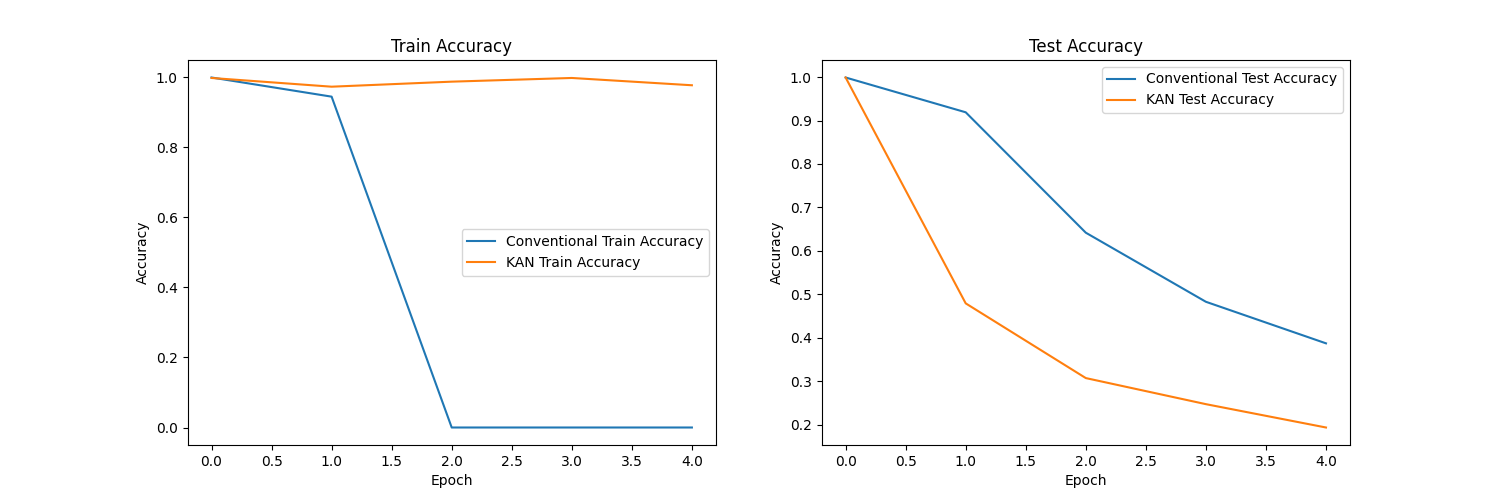 Train Accuracy
1.0
0.8
0.6
0.4
0.2
0.0
Accuracy
Conventional Train Accuracy
KAN Train Accuracy
0.0 0.5 1.0 1.5 2.0 2.5 3.0 3.5 4.0
Epoch
Test Accuracy
1.0
0.9
0.8
0.7
0.6
0.5
0.4
0.3
0.2
Accuracy
Conventional Test Accuracy
KAN Test Accuracy
0.0 0.5 1.0 1.5 2.0 2.5 3.0 3.5 4.0
Epoch